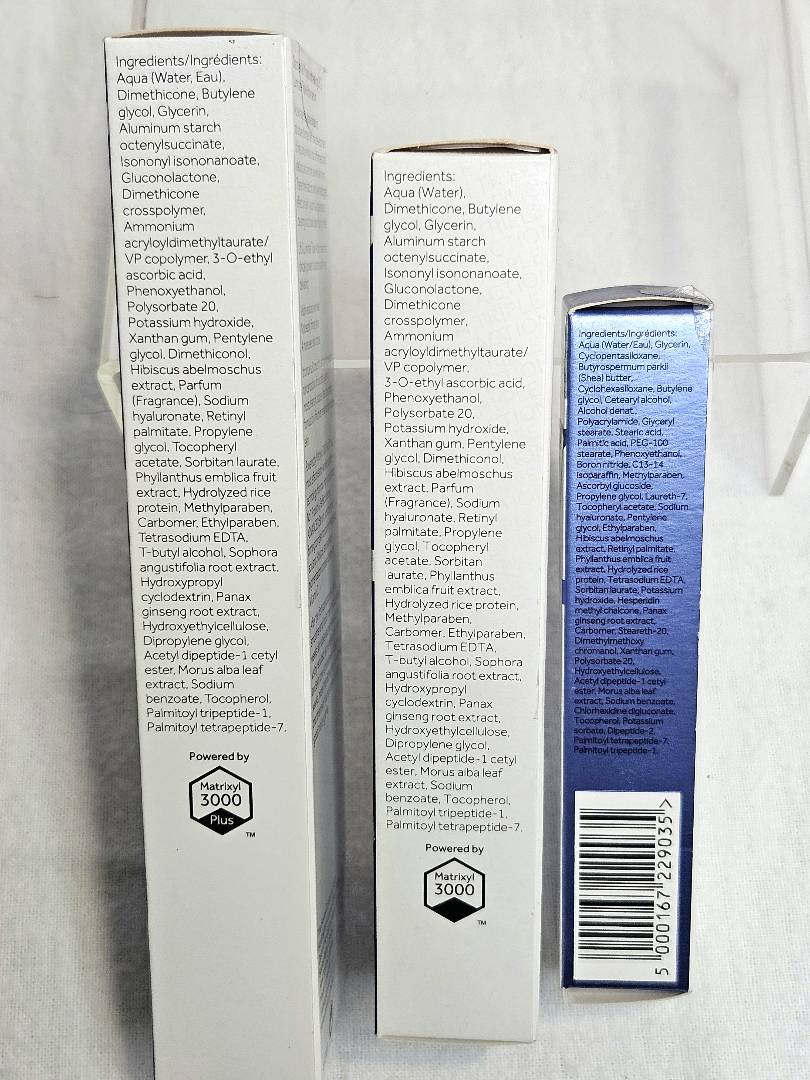 Ingredients/Ingrédients:
Aqua (Water, Eau),
Dimethicone, Butylene
glycol, Glycerin,
Aluminum starch
octenylsuccinate,
Isononyl isononanoate,
Gluconolactone,
Dimethicone
crosspolymer,
Ammonium
acryloyldimethyltaurate/
VP copolymer, 3-O-ethyl
ascorbic acid,
Phenoxyethanol,
Polysorbate 20,
Potassium hydroxide,
Xanthan gum, Pentylene
glycol, Dimethiconol,
Hibiscus abelmoschus
extract, Parfum
(Fragrance), Sodium
hyaluronate, Retinyl
palmitate, Propylene
glycol, Tocopheryl
acetate, Sorbitan laurate,
Phyllanthus emblica fruit
extract, Hydrolyzed rice
protein, Methylparaben,
Carbomer, Ethylparaben,
Tetrasodium EDTA,
T-butyl alcohol, Sophora
angustifolia root extract,
Hydroxypropyl
cyclodextrin, Panax
ginseng root extract,
Hydroxyethylcellulose,
Dipropylene glycol,
Acetyl dipeptide-1 cetyl
ester, Morus alba leaf
extract, Sodium
benzoate, Tocopherol,
Palmitoyl tripeptide-1,
Palmitoyl tetrapeptide-7.
Powered by
Matrixyl
3000
Plus
™
Ingredients:
Aqua (Water),
Dimethicone, Butylene
glycol, Glycerin,
Aluminum starch
octenylsuccinate,
Isononyl isononanoate,
Gluconolactone,
Dimethicone
crosspolymer,
Ammonium
acryloyldimethyltaurate/
VP copolymer,
3-O-ethyl ascorbic acid,
Phenoxyethanol,
Polysorbate 20,
Potassium hydroxide,
Xanthan gum, Pentylene
glycol, Dimethiconol,
Hibiscus abelmoschus
extract, Parfum
(Fragrance), Sodium
hyaluronate, Retinyl
palmitate, Propylene
glycol, Tocopheryl
acetate, Sorbitan
laurate, Phyllanthus
emblica fruit extract,
Hydrolyzed rice protein,
Methylparaben,
Carbomer, Ethylparaben,
Tetrasodium EDTA,
T-butyl alcohol, Sophora
angustifolia root extract,
Hydroxypropyl
cyclodextrin, Panax
ginseng root extract,
Hydroxyethylcellulose,
Dipropylene glycol,
Acetyl dipeptide-1 cetyl
ester, Morus alba leaf
extract, Sodium
benzoate, Tocopherol,
Palmitoyl tripeptide-1,
Palmitoyl tetrapeptide-7.
Powered by
Matrixyl
3000
™
Ingredients/Ingrédients:
Aqua (Water/Eau), Glycerin,
Cyclopentasiloxane,
Butyrospermum parkii
(Shea) butter,
Cyclohexasiloxane, Butylene
glycol, Cetearyl alcohol,
Alcohol denat.,
Polyacrylamide, Glyceryl
stearate, Stearic acid,
Palmitic acid, PEG-100
stearate, Phenoxyethanol,
Boron nitride, C13-14
Isoparaffin, Methylparaben,
Ascorbyl glucoside,
Propylene glycol, Laureth-7,
Tocopheryl acetate, Sodium
hyaluronate, Pentylene
glycol, Ethylparaben,
Hibiscus abelmoschus
extract, Retinyl palmitate,
Phyllanthus emblica fruit
extract, Hydrolyzed rice
protein, Tetrasodium EDTA,
Sorbitan laurate, Potassium
hydroxide, Hesperidin
methyl chalcone, Panax
ginseng root extract,
Carbomer, Steareth-20,
Dimethylmethoxy
chromanol, Xanthan gum,
Polysorbate 20,
Hydroxyethylcellulose,
Acetyl dipeptide-1 cetyl
ester, Morus alba leaf
extract, Sodium benzoate,
Chlorhexidine digluconate,
Tocopherol, Potassium
sorbate, Dipeptide-2,
Palmitoyl tetrapeptide-7,
Palmitoyl tripeptide-1.
5 000167 229035 >